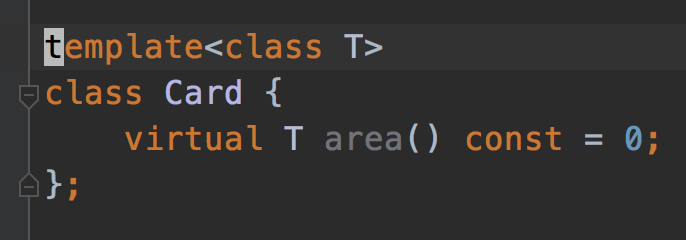 template<class T>
class Card {
    virtual T area() const = 0;
};